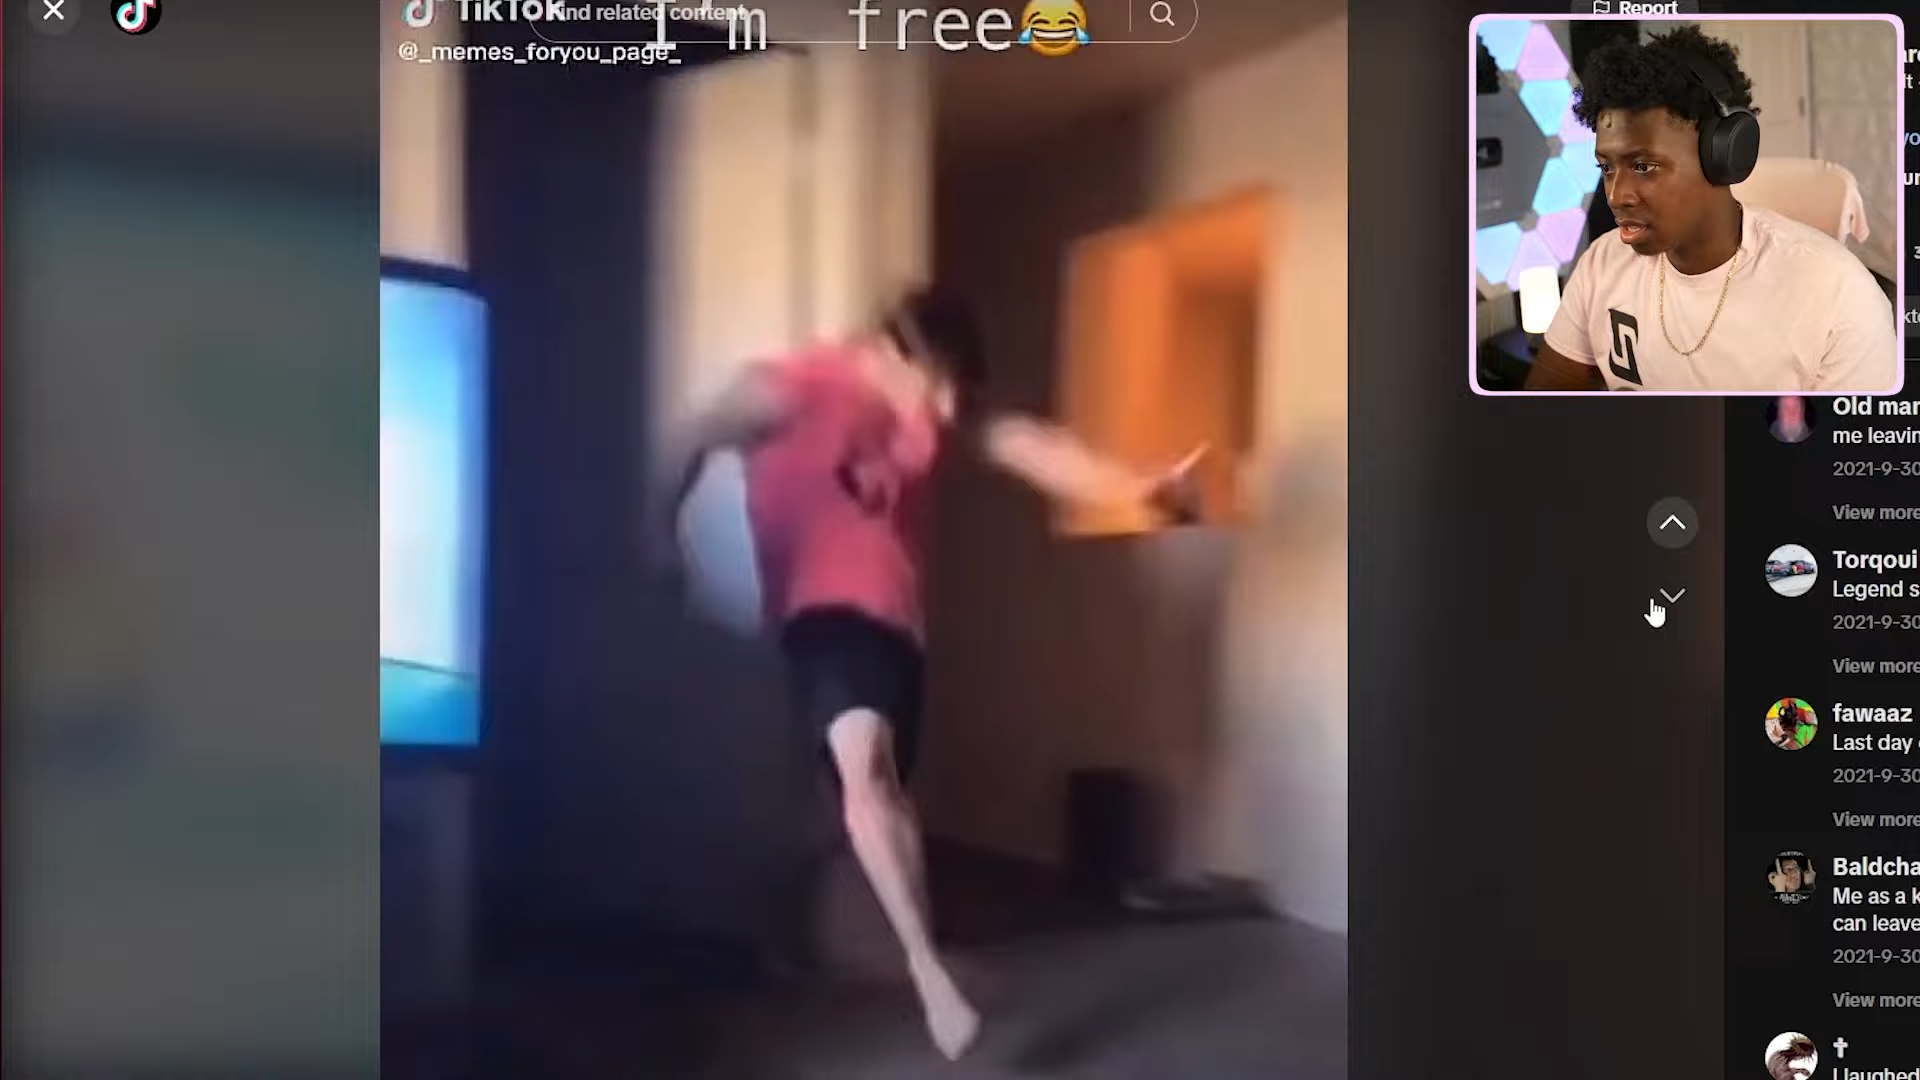 TikTok
Find related content
I'm free😂
@_memes_foryou_page_
Report
Old mar
me leavin
2021-9-30
View more
Torqoui
Legend s
2021-9-30
View more
fawaaz
Last day
2021-9-30
View more
Baldcha
Me as a k
can leave
2021-9-30
View more
✝
I laughed